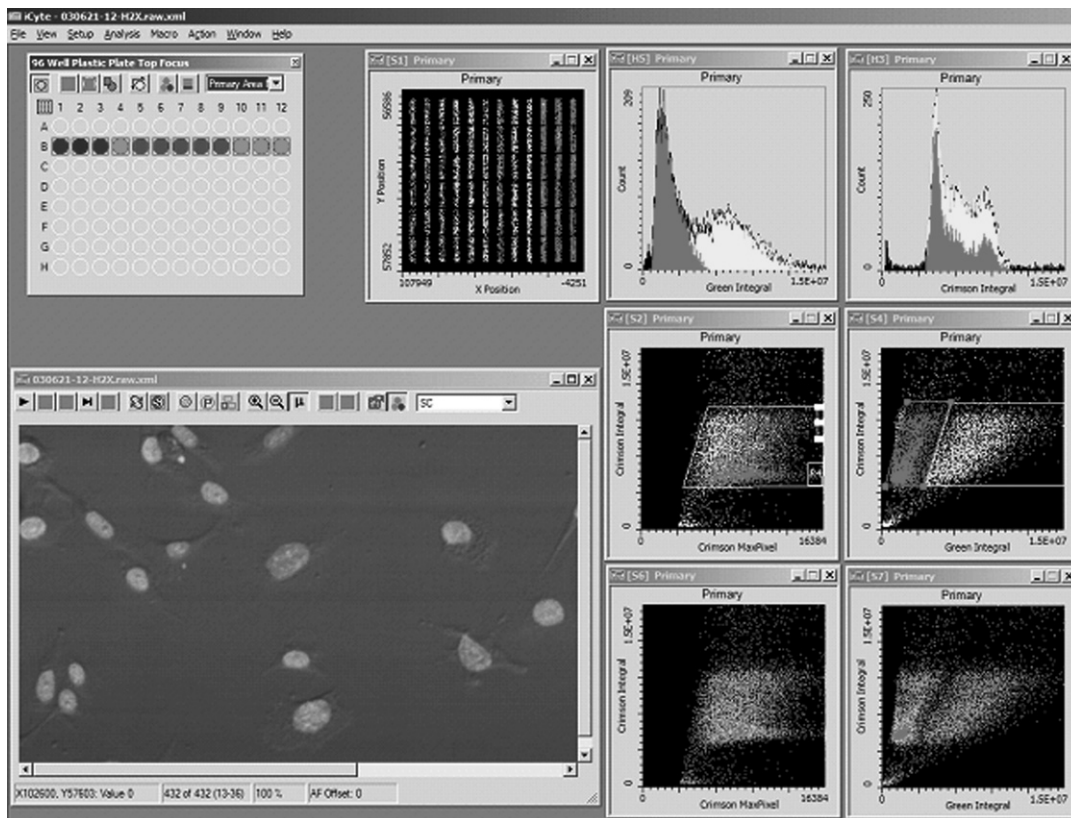 iCyte - 030621-12-H2X.raw.xml
File View Setup Analysis Macro Action Window Help
96 Well Plastic Plate Top Focus
Primary Area
1 2 3 4 5 6 7 8 9 10 11 12
A
B
C
D
E
F
G
H
[S1] Primary
Primary
56586
Y Position
57852
107949
-4251
X Position
[H5] Primary
Primary
209
Count
0
0
1.5E+07
Green Integral
[H3] Primary
Primary
250
Count
0
0
1.5E+07
Crimson Integral
[S2] Primary
Primary
1.5E+07
Crimson Integral
0
0
16384
Crimson MaxPixel
[S4] Primary
Primary
1.5E+07
Crimson Integral
0
0
1.5E+07
Green Integral
030621-12-H2X.raw.xml
SC
X102600, Y57603: Value 0
432 of 432 (13-36)
100 %
AF Offset: 0
[S6] Primary
Primary
1.5E+07
Crimson Integral
0
0
16384
Crimson MaxPixel
[S7] Primary
Primary
1.5E+07
Crimson Integral
0
0
1.5E+07
Green Integral